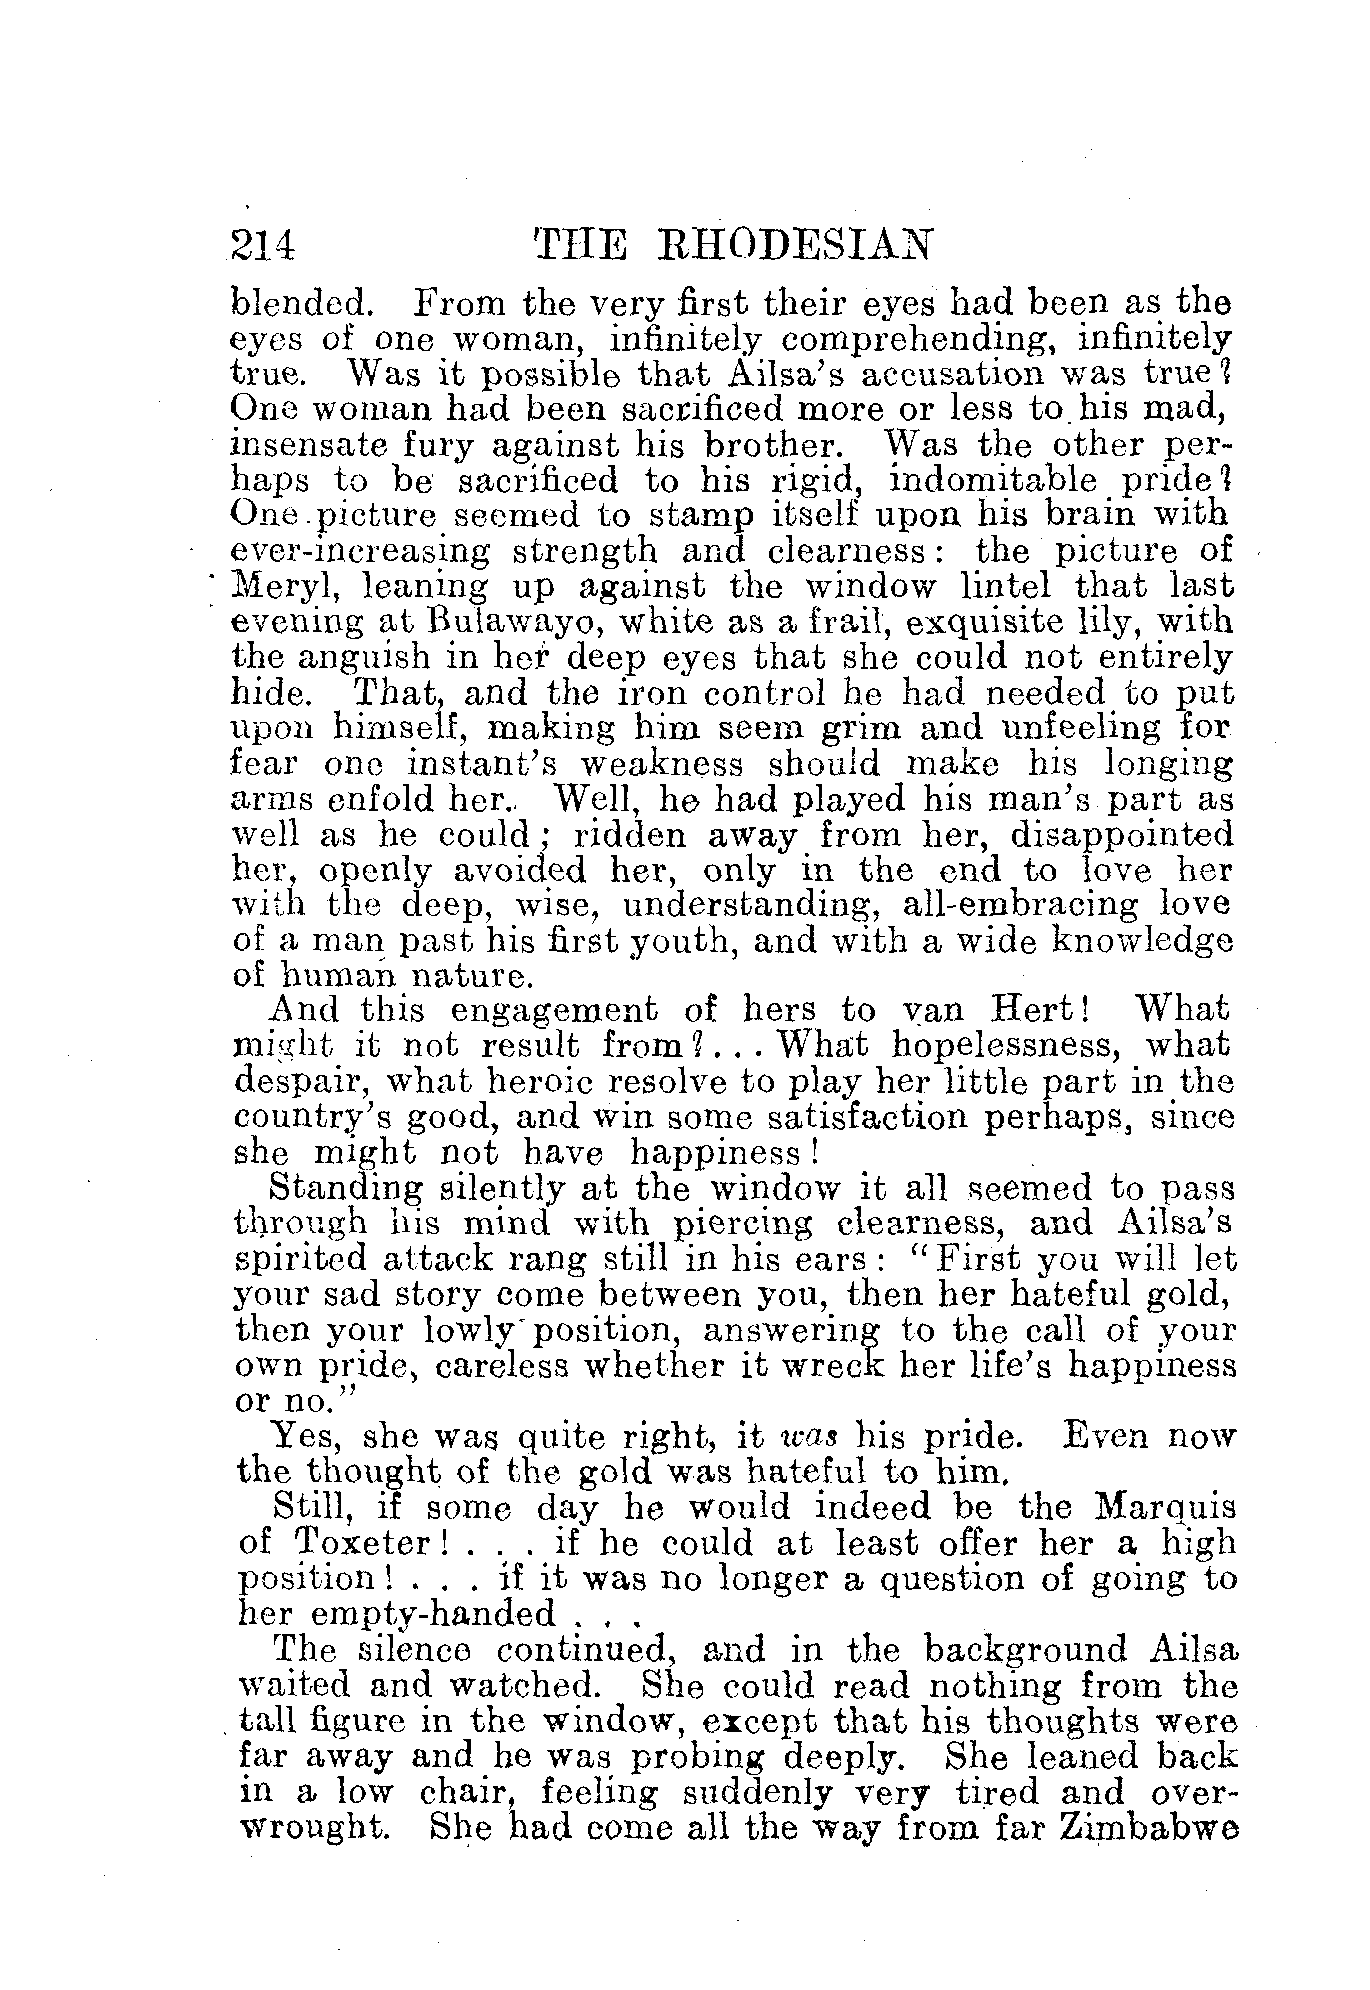 214 THE RHODESIAN
blended. From the very first their eyes had been as the
eyes of one woman, infinitely comprehending, infinitely
true. Was it possible that Ailsa's accusation was true?
One woman had been sacrificed more or less to his mad,
insensate fury against his brother. Was the other per-
haps to be sacrificed to his rigid, indomitable pride?
One picture seemed to stamp itself upon his brain with
ever-increasing strength and clearness: the picture of
Meryl, leaning up against the window lintel that last
evening at Bulawayo, white as a frail, exquisite lily, with
the anguish in her deep eyes that she could not entirely
hide. That, and the iron control he had needed to put
upon himself, making him seem grim and unfeeling for
fear one instant's weakness should make his longing
arms enfold her. Well, he had played his man's part as
well as he could; ridden away from her, disappointed
her, openly avoided her, only in the end to love her
with the deep, wise, understanding, all-embracing love
of a man past his first youth, and with a wide knowledge
of human nature.
And this engagement of hers to van Hert! What
might it not result from?... What hopelessness, what
despair, what heroic resolve to play her little part in the
country's good, and win some satisfaction perhaps, since
she might not have happiness!
Standing silently at the window it all seemed to pass
through his mind with piercing clearness, and Ailsa's
spirited attack rang still in his ears: "First you will let
your sad story come between you, then her hateful gold,
then your lowly position, answering to the call of your
own pride, careless whether it wreck her life's happiness
or no."
Yes, she was quite right, it was his pride. Even now
the thought of the gold was hateful to him.
Still, if some day he would indeed be the Marquis
of Toxeter! . . . if he could at least offer her a high
position! . . . if it was no longer a question of going to
her empty-handed . . .
The silence continued, and in the background Ailsa
waited and watched. She could read nothing from the
tall figure in the window, except that his thoughts were
far away and he was probing deeply. She leaned back
in a low chair, feeling suddenly very tired and over-
wrought. She had come all the way from far Zimbabwe